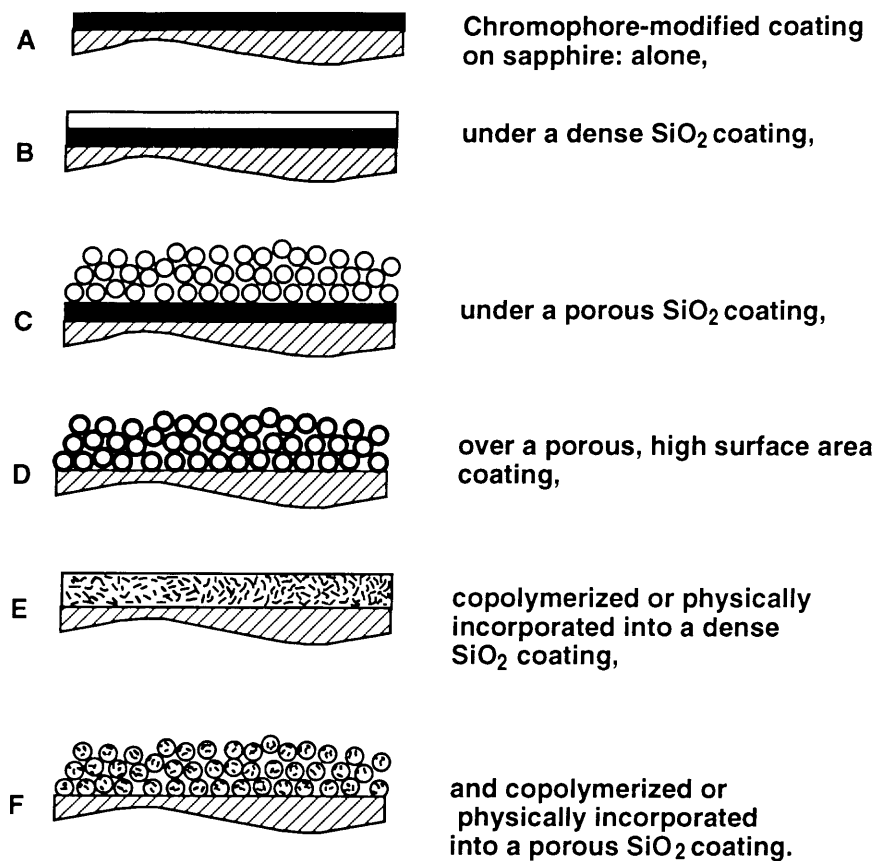 A
Chromophore-modified coating
on sapphire: alone,
B
under a dense SiO₂ coating,
C
under a porous SiO₂ coating,
D
over a porous, high surface area
coating,
E
copolymerized or physically
incorporated into a dense
SiO₂ coating,
F
and copolymerized or
physically incorporated
into a porous SiO₂ coating.